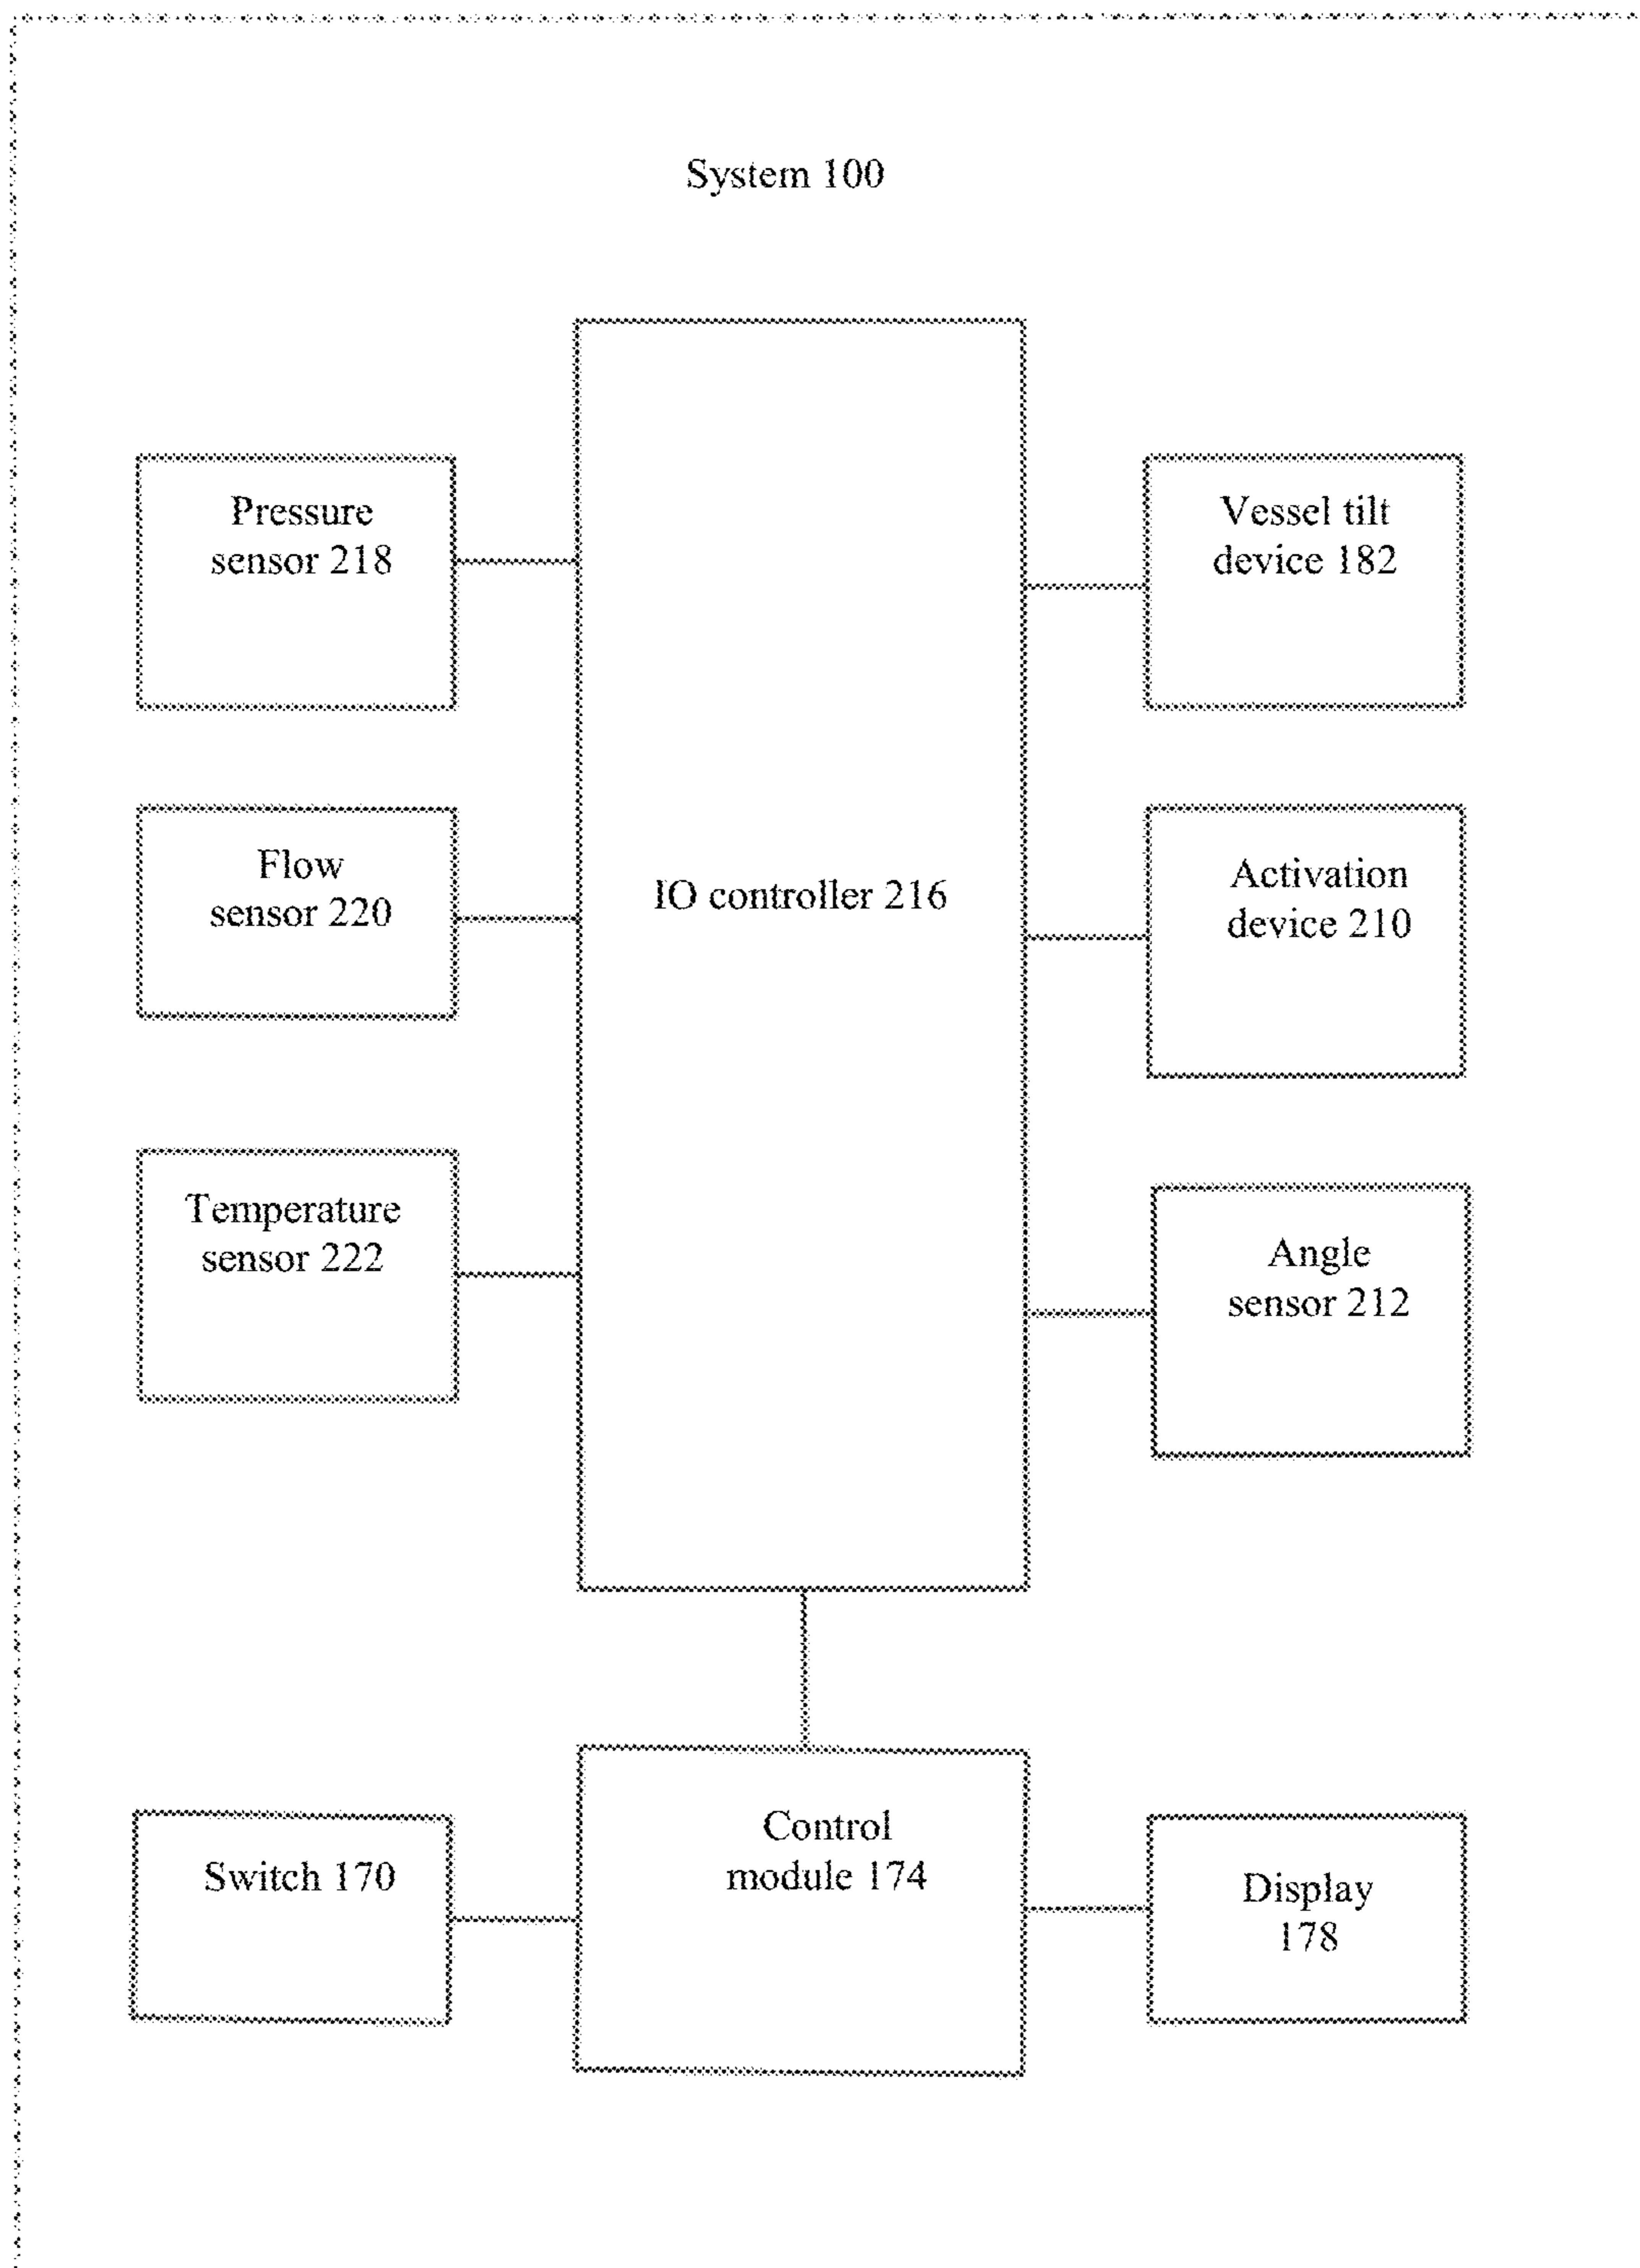 System 100
Pressure
sensor 218
Vessel tilt
device 182
Flow
sensor 220
IO controller 216
Activation
device 210
Temperature
sensor 222
Angle
sensor 212
Switch 170
Control
module 174
Display
178